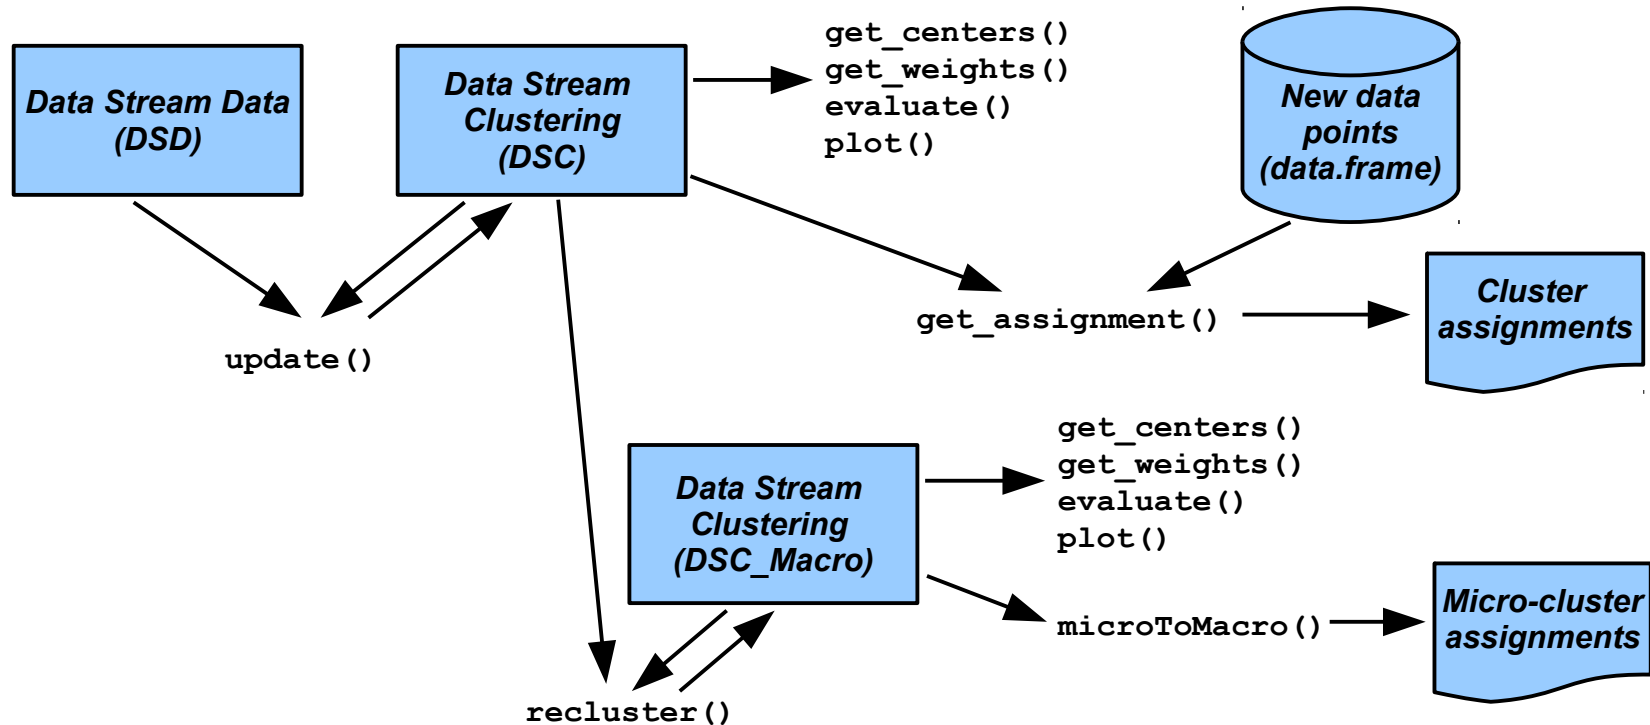 Data Stream Data
(DSD)
Data Stream
Clustering
(DSC)
get_centers()
get_weights()
evaluate()
plot()
New data
points
(data.frame)
update()
get_assignment()
Cluster
assignments
Data Stream
Clustering
(DSC_Macro)
get_centers()
get_weights()
evaluate()
plot()
microToMacro()
Micro-cluster
assignments
recluster()